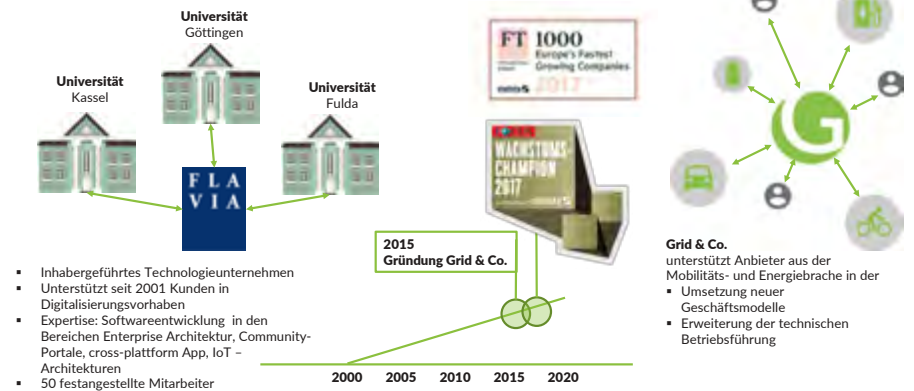 Universität
Göttingen
Universität
Kassel
Universität
Fulda
FLA
VIA
FT 1000
Europe's Fastest
Growing Companies
2017
WACHSTUMS-
CHAMPION
2017
G
2015
Gründung Grid & Co.
2000 2005 2010 2015 2020
▪ Inhabergeführtes Technologieunternehmen
▪ Unterstützt seit 2001 Kunden in
Digitalisierungsvorhaben
▪ Expertise: Softwareentwicklung in den
Bereichen Enterprise Architektur, Community-
Portale, cross-plattform App, IoT –
Architekturen
▪ 50 festangestellte Mitarbeiter
Grid & Co.
unterstützt Anbieter aus der
Mobilitäts- und Energiebrache in der
▪ Umsetzung neuer
Geschäftsmodelle
▪ Erweiterung der technischen
Betriebsführung